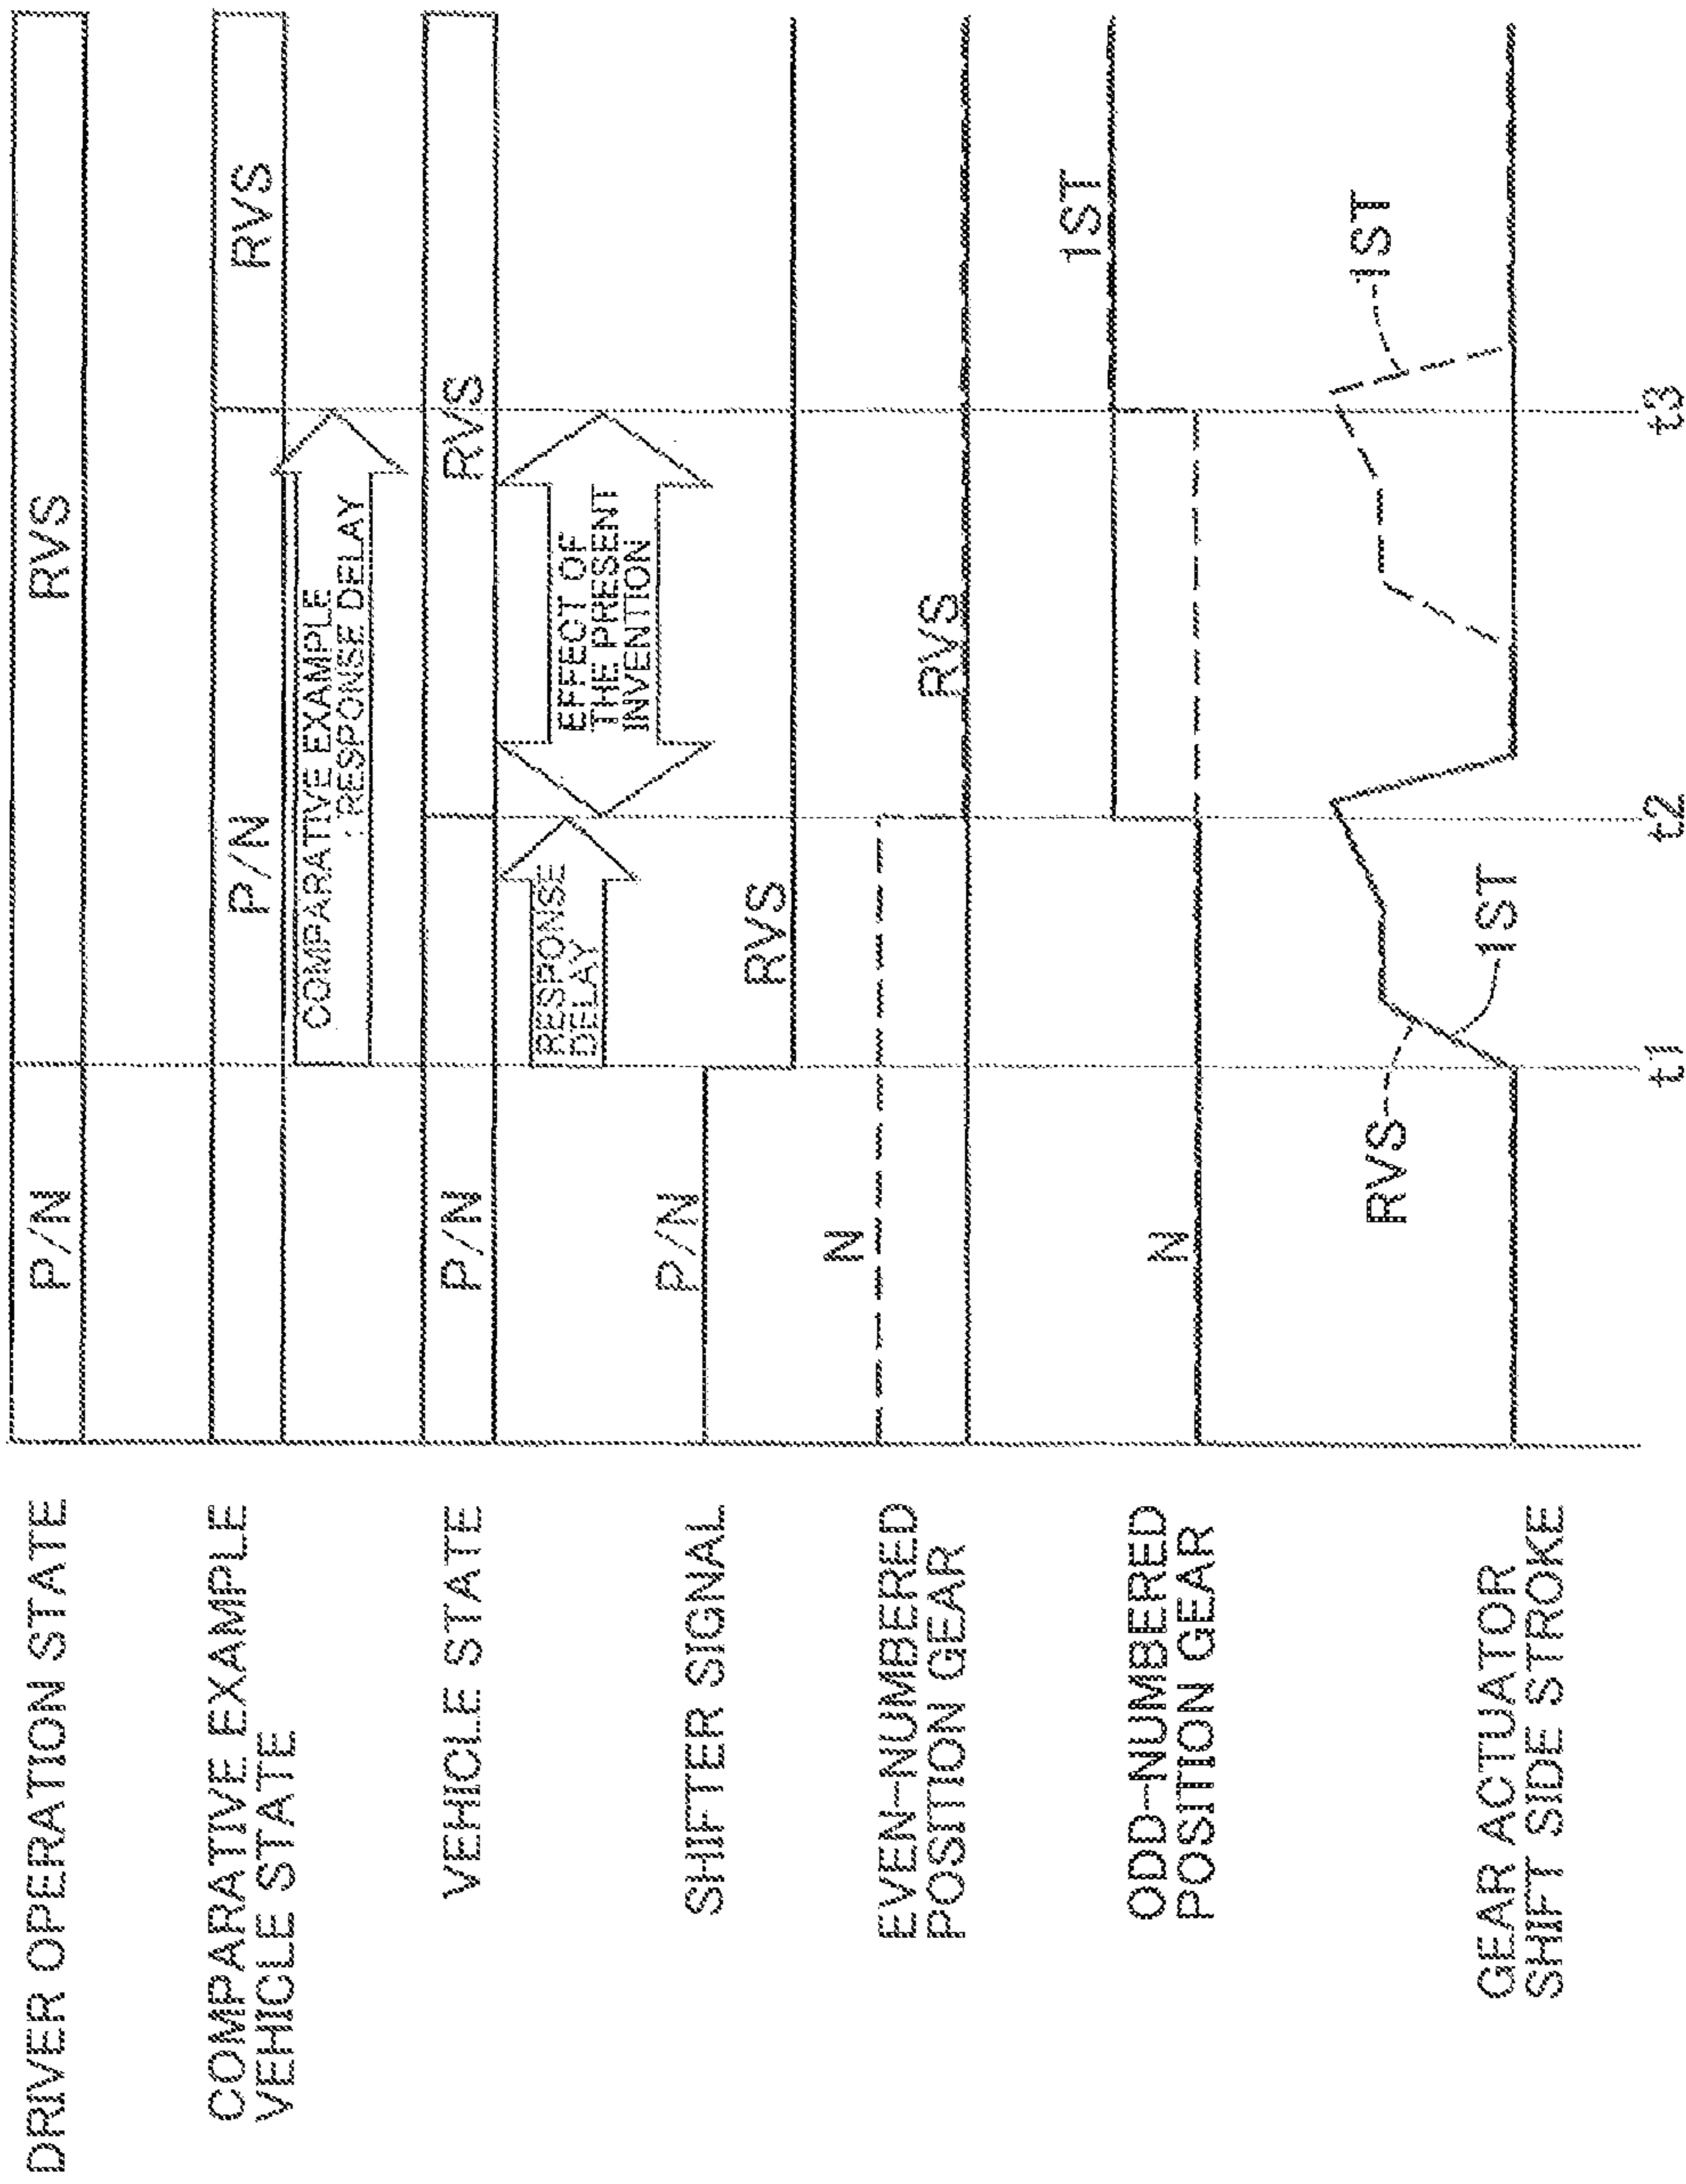 DRIVER OPERATION STATE
P/N
RVS
COMPARATIVE EXAMPLE
VEHICLE STATE
P/N
RVS
COMPARATIVE EXAMPLE
: RESPONSE DELAY
VEHICLE STATE
P/N
RVS
RESPONSE
DELAY
EFFECT OF
THE PRESENT
INVENTION
SHIFTER SIGNAL
P/N
RVS
EVEN-NUMBERED
POSITION GEAR
N
RVS
ODD-NUMBERED
POSITION GEAR
N
1ST
GEAR ACTUATOR
SHIFT SIDE STROKE
RVS
1ST
1ST
t1
t2
t3